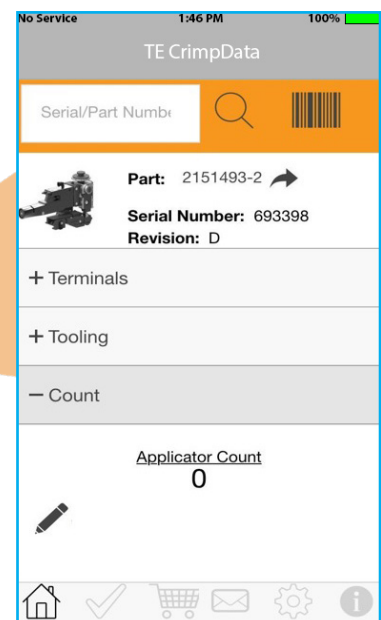 No Service 1:46 PM 100%
TE CrimpData
Serial/Part Numbe
Part: 2151493-2
Serial Number: 693398
Revision: D
+ Terminals
+ Tooling
– Count
Applicator Count
0